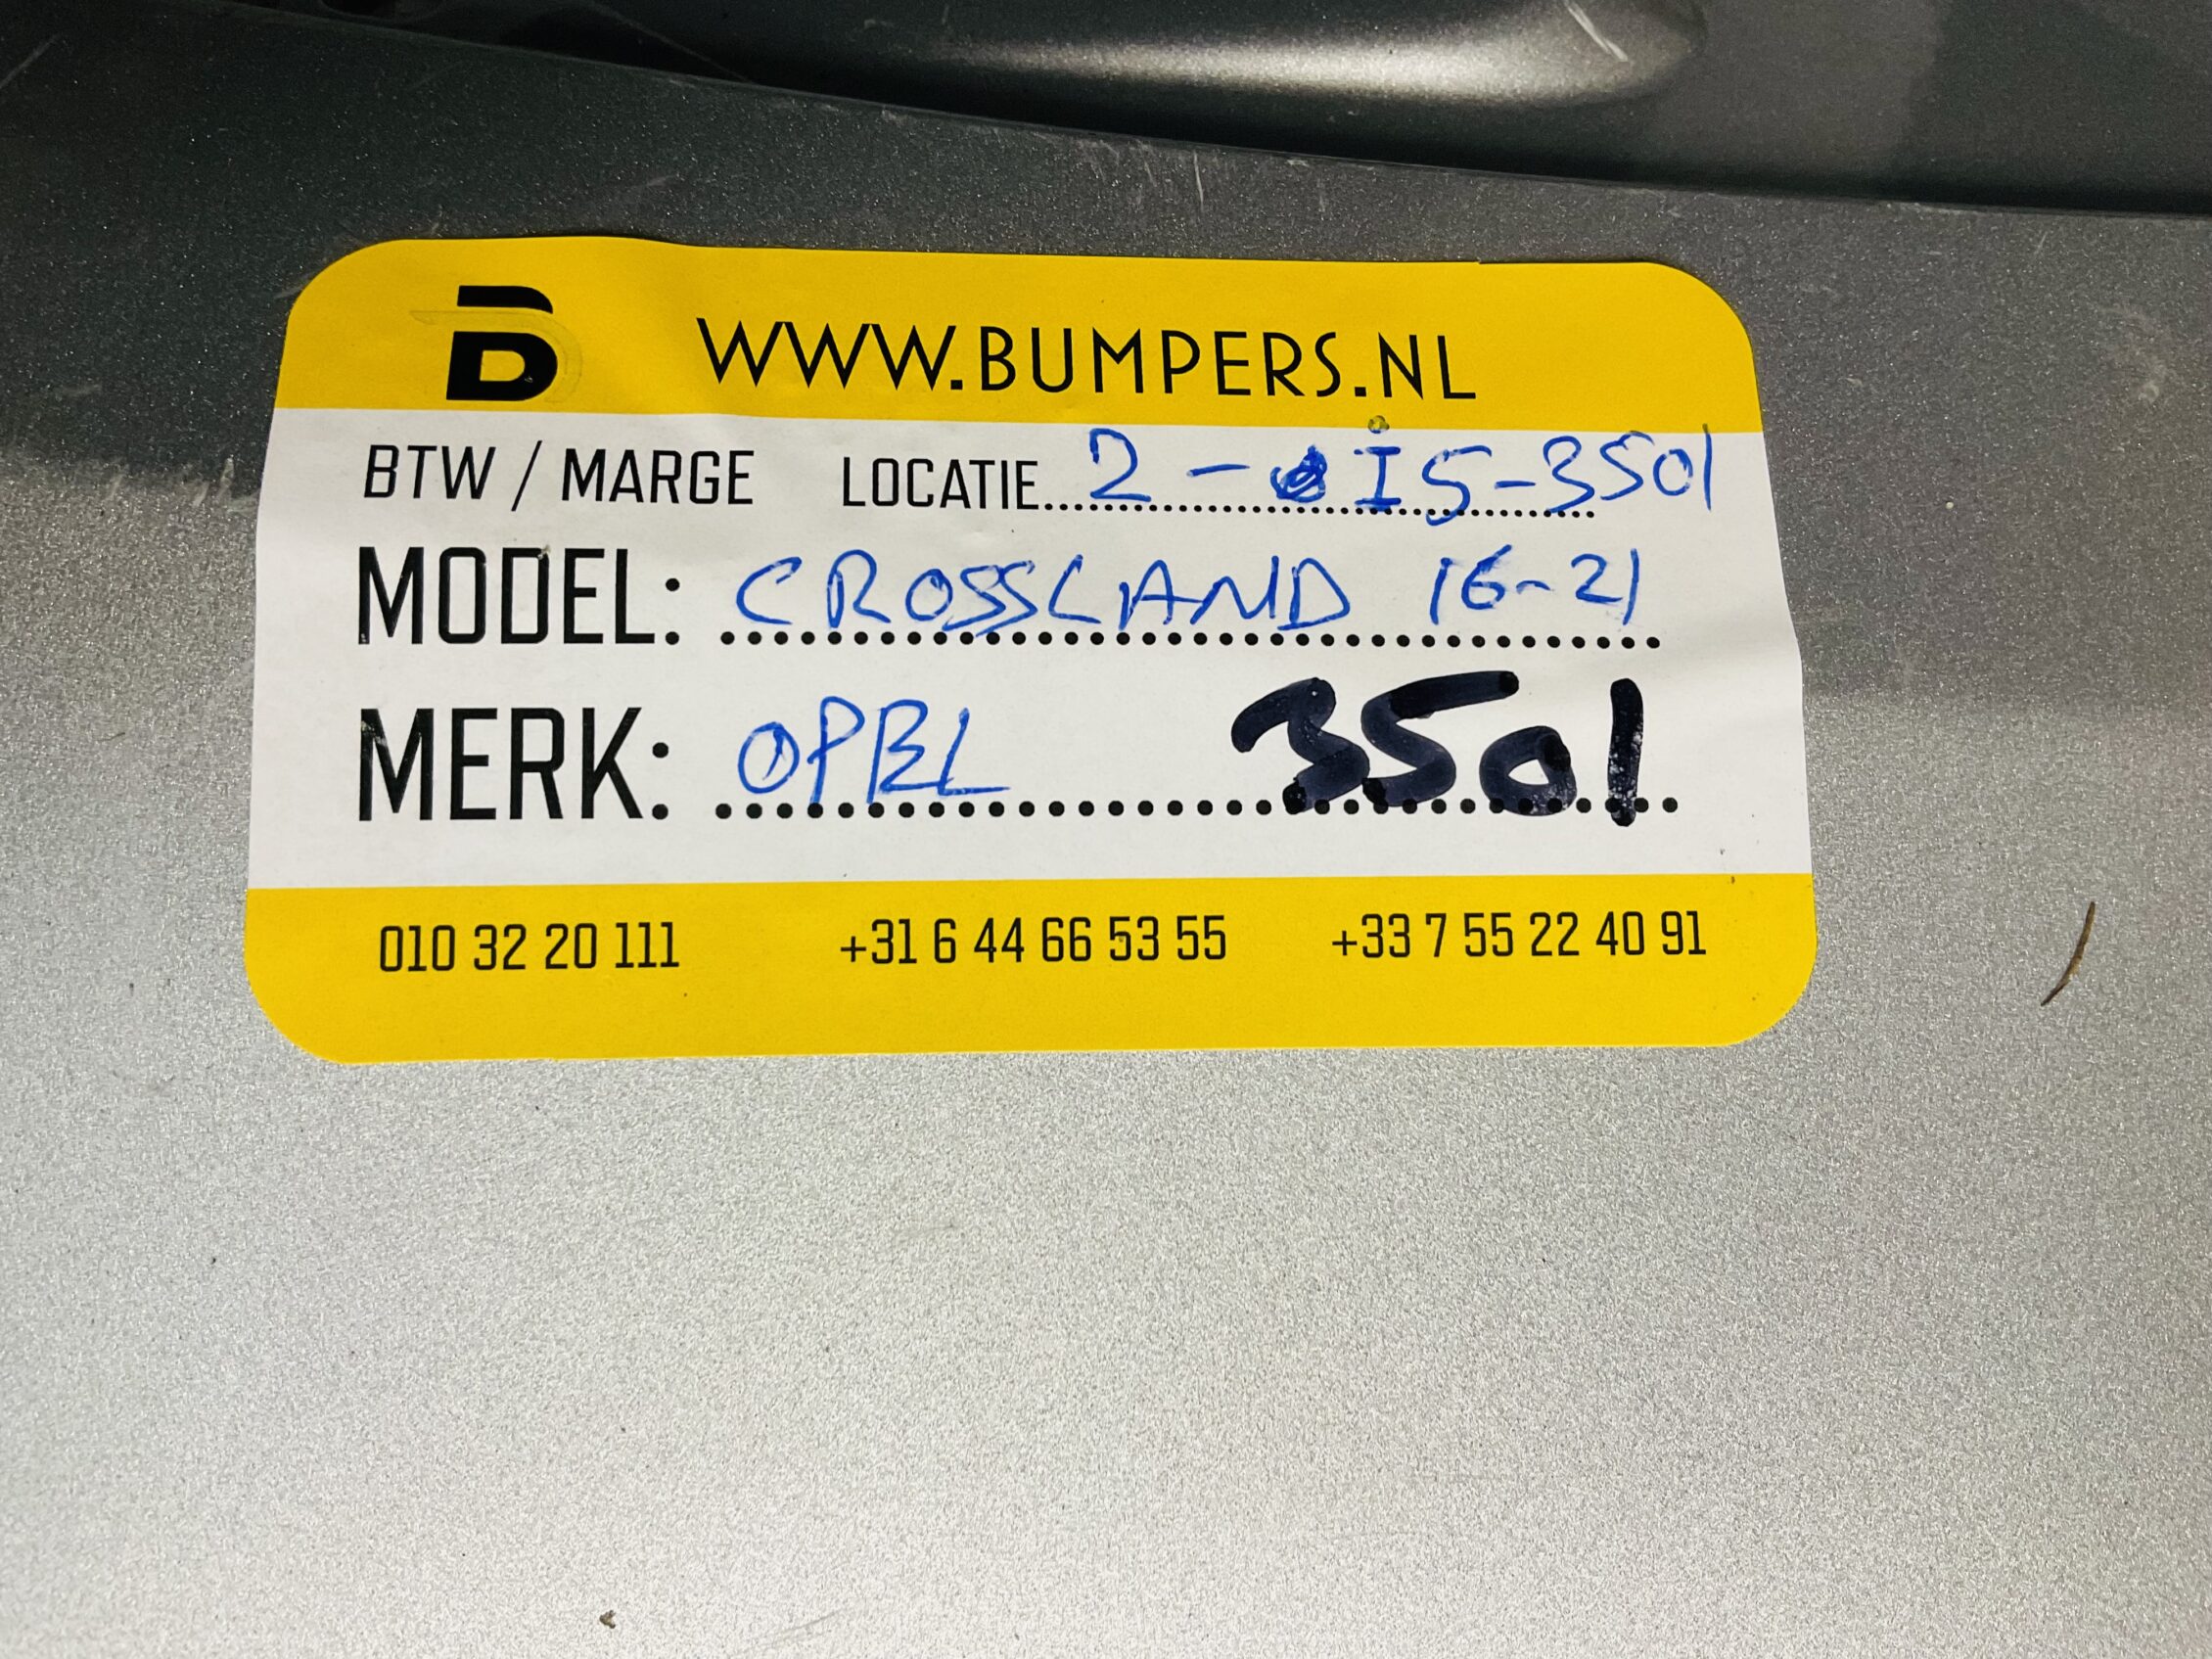 B WWW.BUMPERS.NL
BTW / MARGE LOCATIE 2 - I5-3501
MODEL: CROSSLAND 16-21
MERK: OPEL 3501
010 32 20 111 +31 6 44 66 53 55 +33 7 55 22 40 91